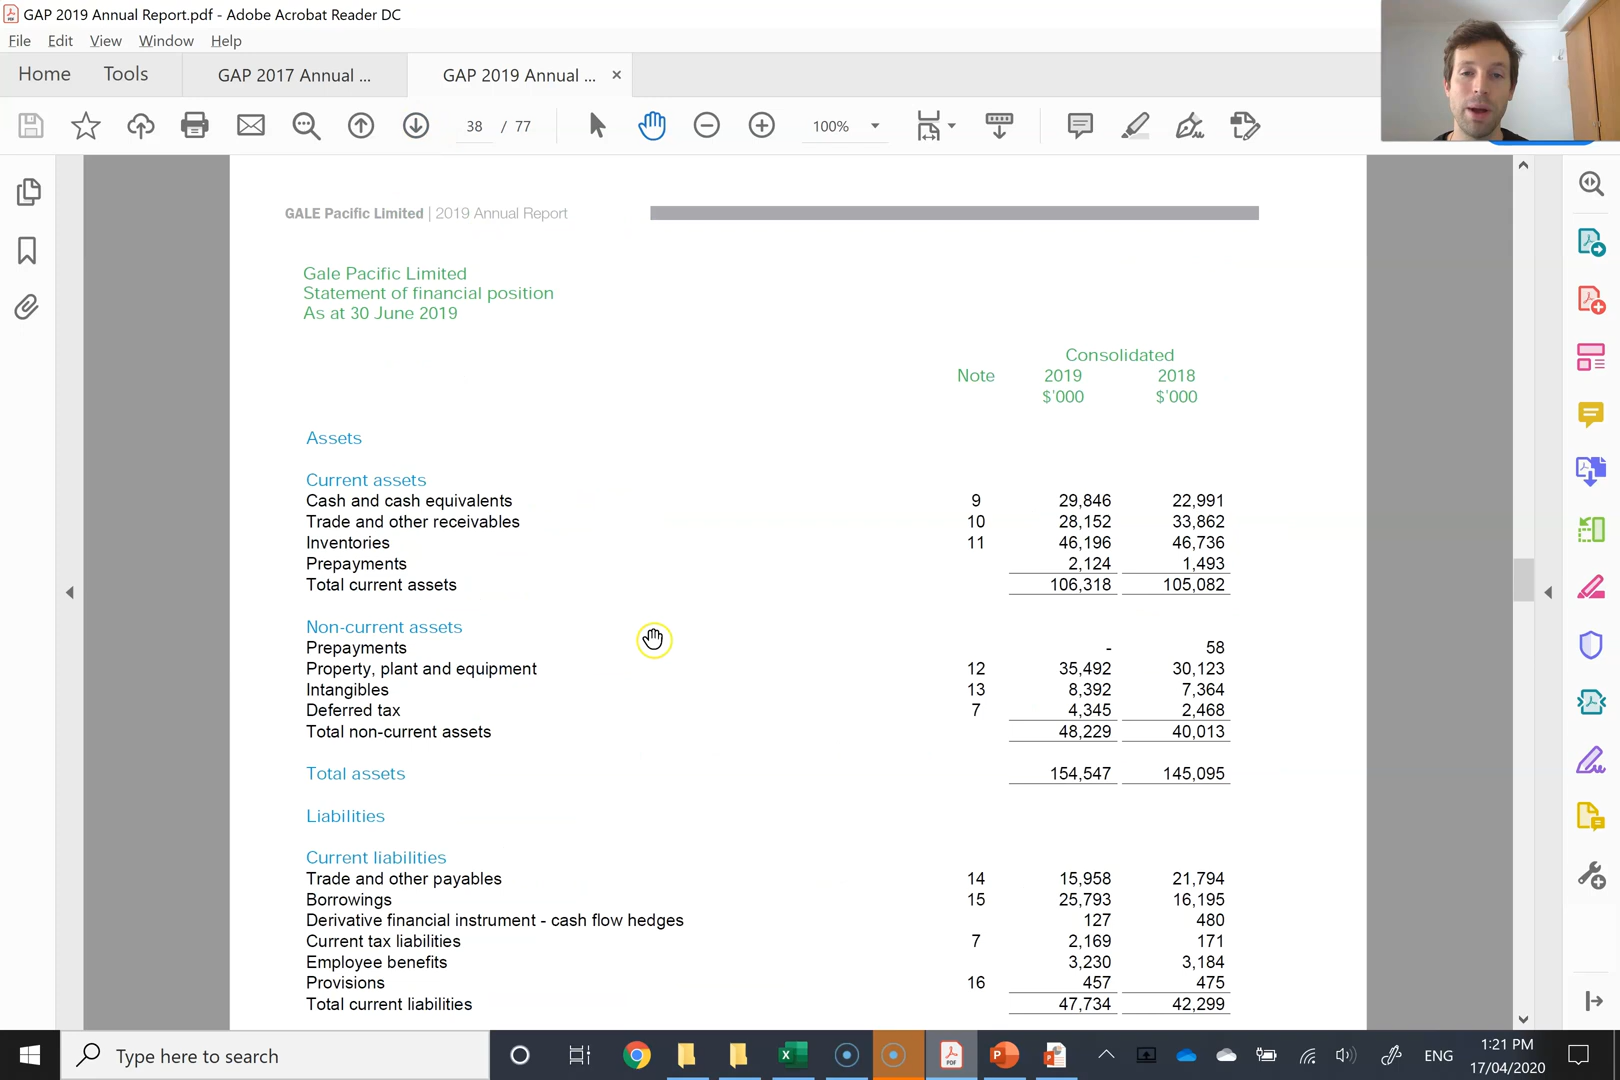 GAP 2019 Annual Report.pdf - Adobe Acrobat Reader DC
File Edit View Window Help
Home Tools GAP 2017 Annual ... GAP 2019 Annual ... ×
38 / 77 100%
GALE Pacific Limited | 2019 Annual Report
Gale Pacific Limited
Statement of financial position
As at 30 June 2019
Consolidated
Note 2019 2018
$'000 $'000
Assets
Current assets
Cash and cash equivalents 9 29,846 22,991
Trade and other receivables 10 28,152 33,862
Inventories 11 46,196 46,736
Prepayments 2,124 1,493
Total current assets 106,318 105,082
Non-current assets
Prepayments - 58
Property, plant and equipment 12 35,492 30,123
Intangibles 13 8,392 7,364
Deferred tax 7 4,345 2,468
Total non-current assets 48,229 40,013
Total assets 154,547 145,095
Liabilities
Current liabilities
Trade and other payables 14 15,958 21,794
Borrowings 15 25,793 16,195
Derivative financial instrument - cash flow hedges 127 480
Current tax liabilities 7 2,169 171
Employee benefits 3,230 3,184
Provisions 16 457 475
Total current liabilities 47,734 42,299
Type here to search ENG 1:21 PM
17/04/2020